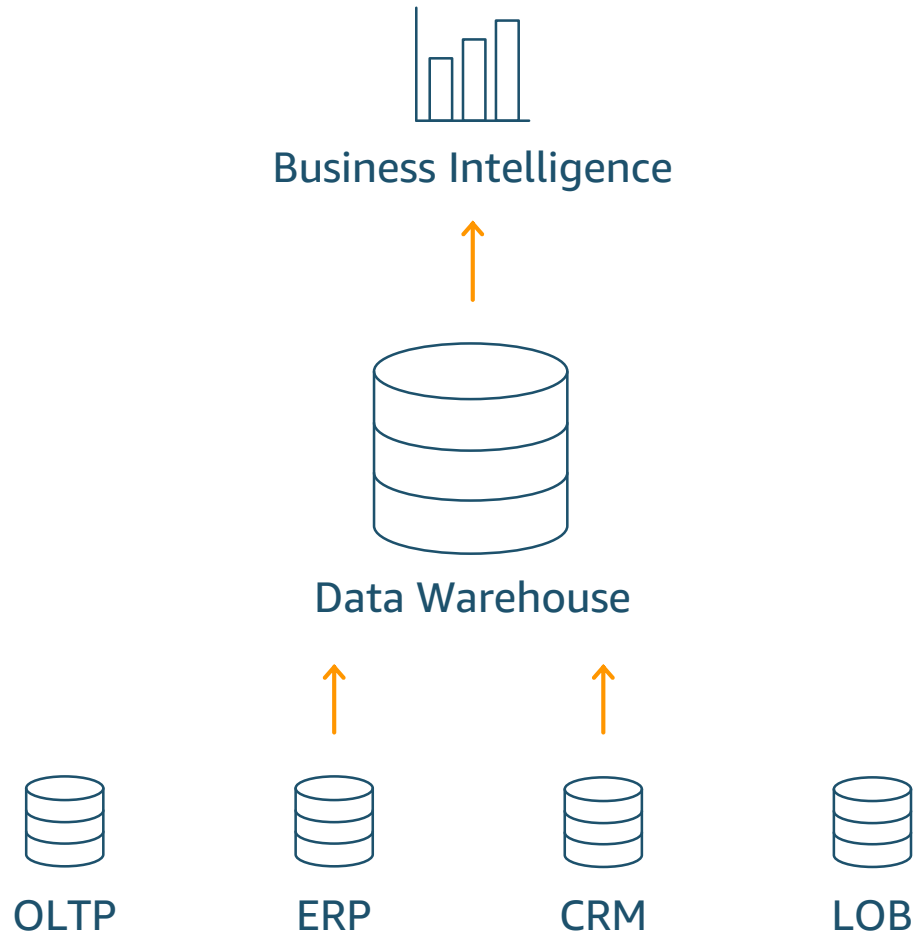 Business Intelligence
Data Warehouse
OLTP
ERP
CRM
LOB